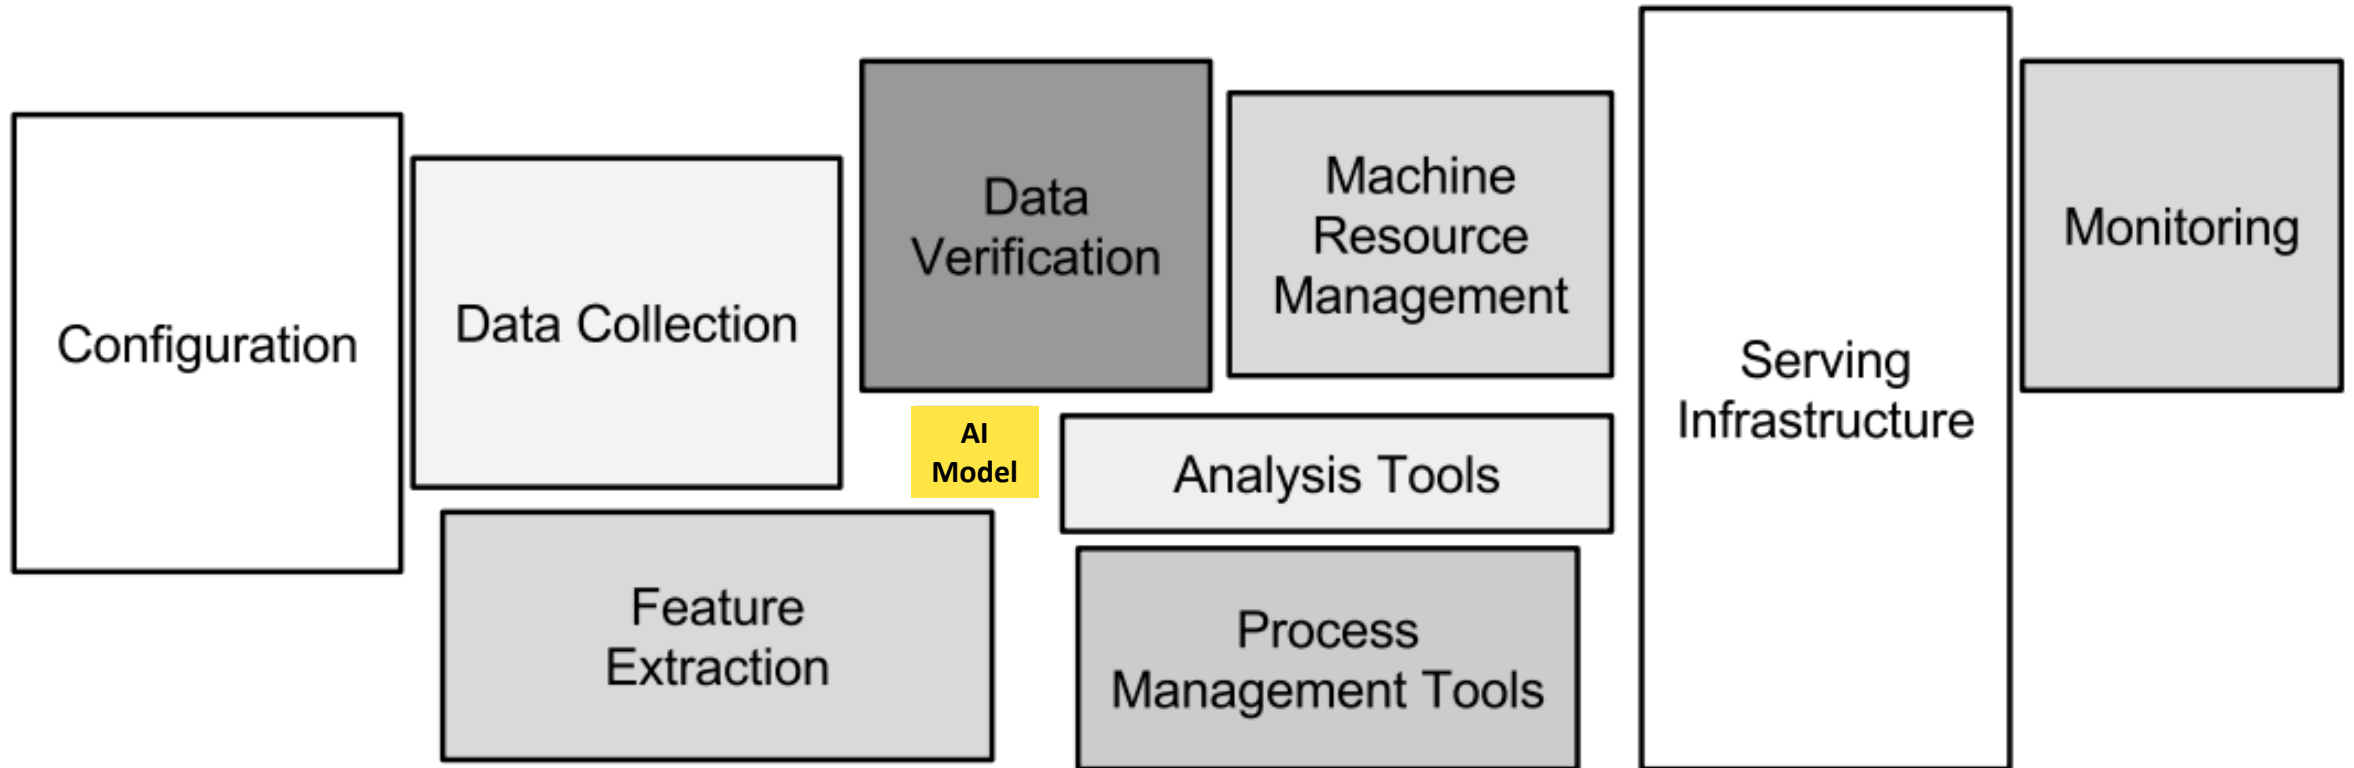 Configuration
Data Collection
Feature
Extraction
Data
Verification
AI
Model
Machine
Resource
Management
Analysis Tools
Process
Management Tools
Serving
Infrastructure
Monitoring